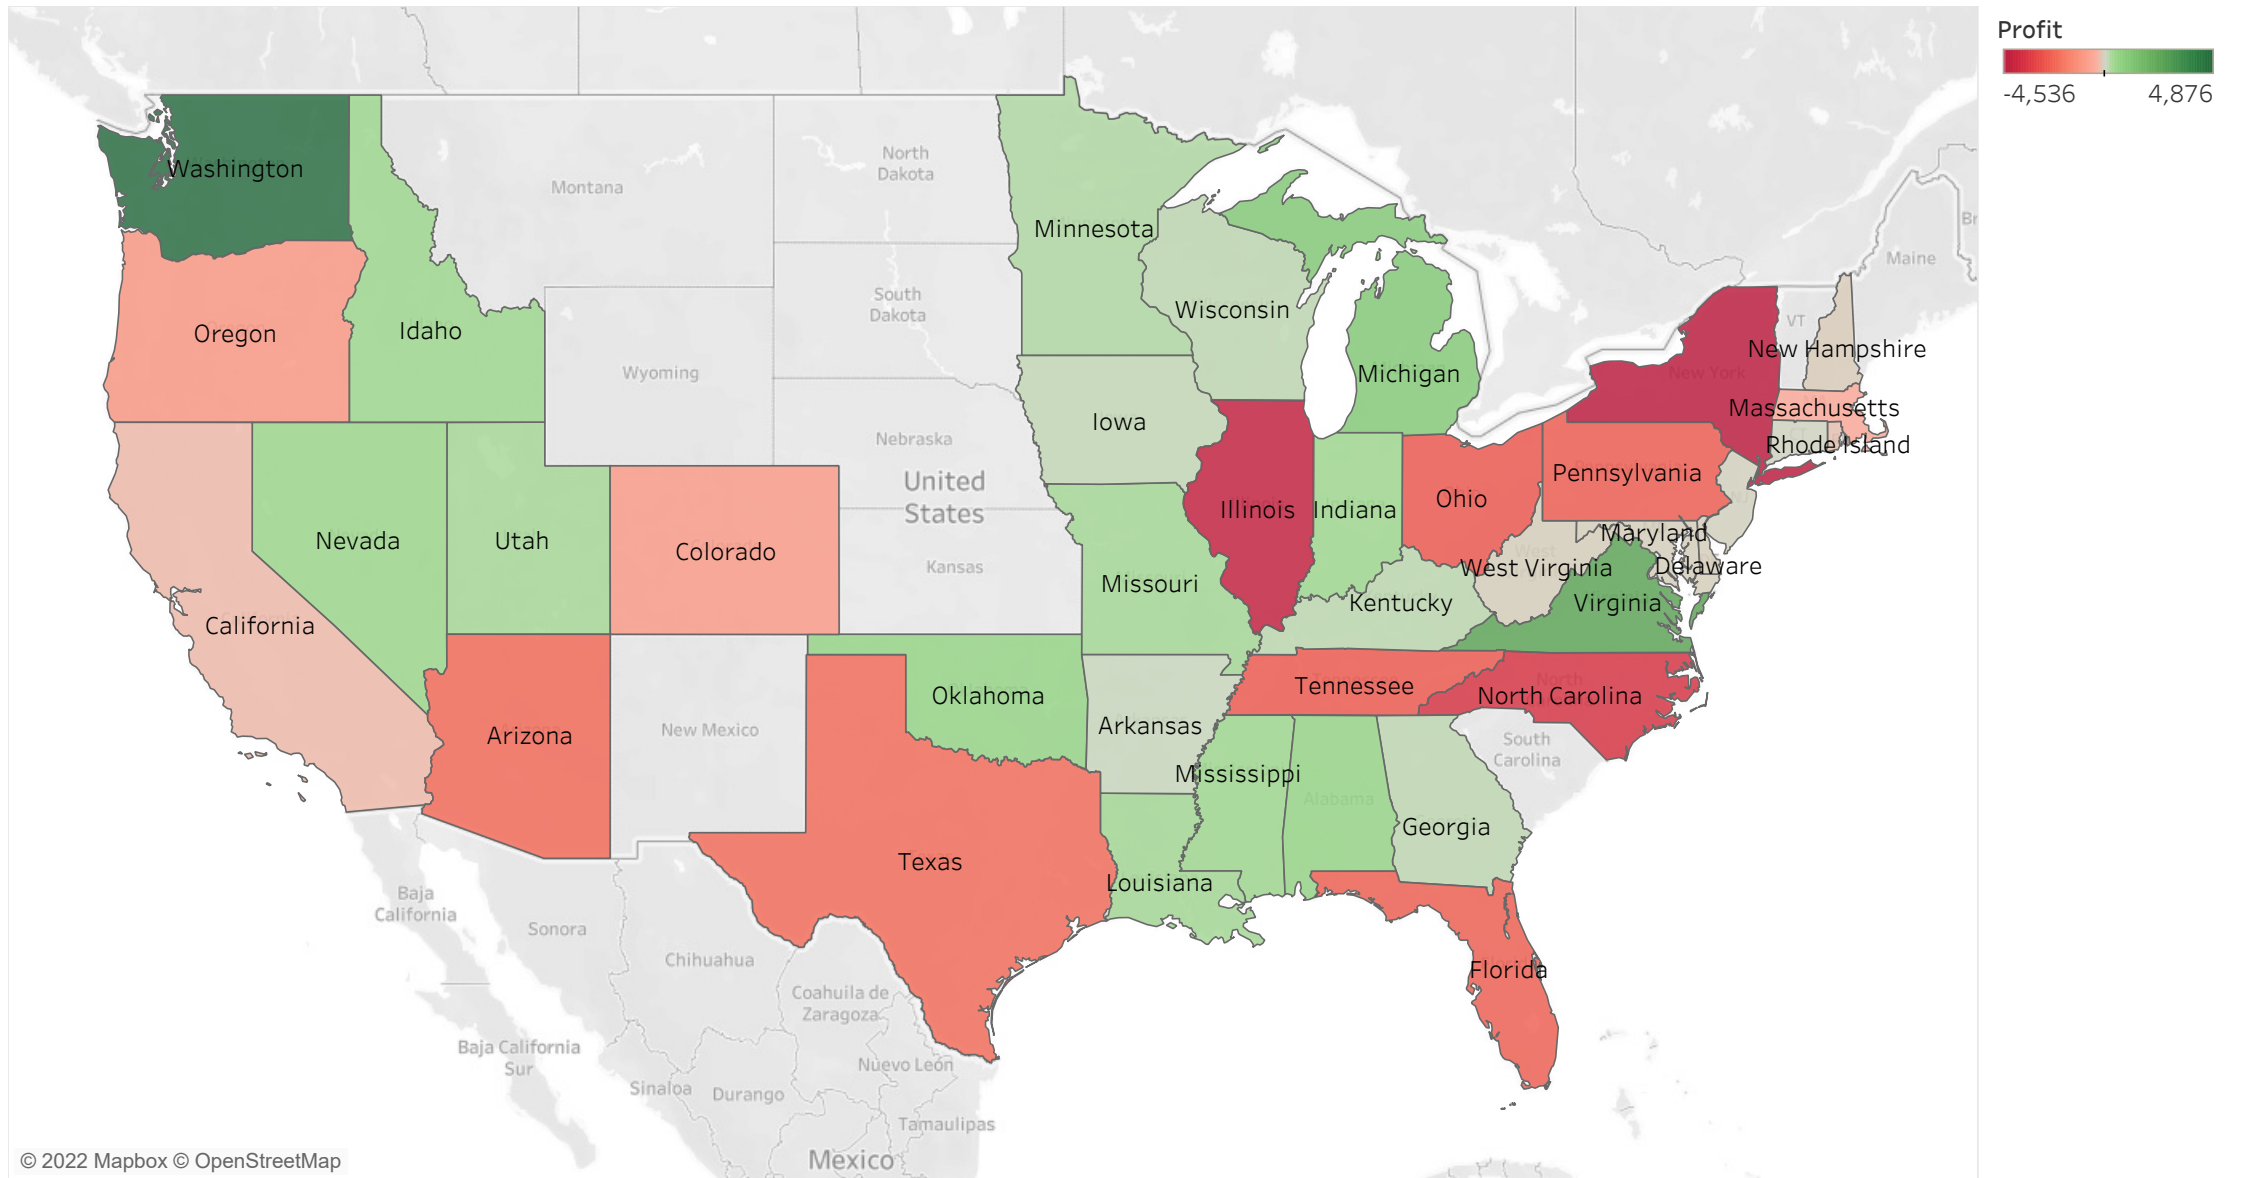 Profit
-4,536 4,876
Washington
Montana
North
Dakota
Minnesota
Maine
Oregon
Idaho
South
Dakota
Wisconsin
VT
New Hampshire
New York
Wyoming
Michigan
Massachusetts
Iowa
Nebraska
Rhode Island
United
States
Pennsylvania
Ohio
NJ
Illinois
Indiana
Nevada
Utah
Colorado
Kansas
Missouri
Maryland
West Virginia
Delaware
Kentucky
Virginia
California
Arizona
New Mexico
Oklahoma
Arkansas
Tennessee
North Carolina
South
Carolina
Mississippi
Alabama
Georgia
Texas
Louisiana
Florida
Baja
California
Sonora
Chihuahua
Coahuila de
Zaragoza
Baja California
Sur
Nuevo León
Sinaloa
Durango
Tamaulipas
Mexico
© 2022 Mapbox © OpenStreetMap